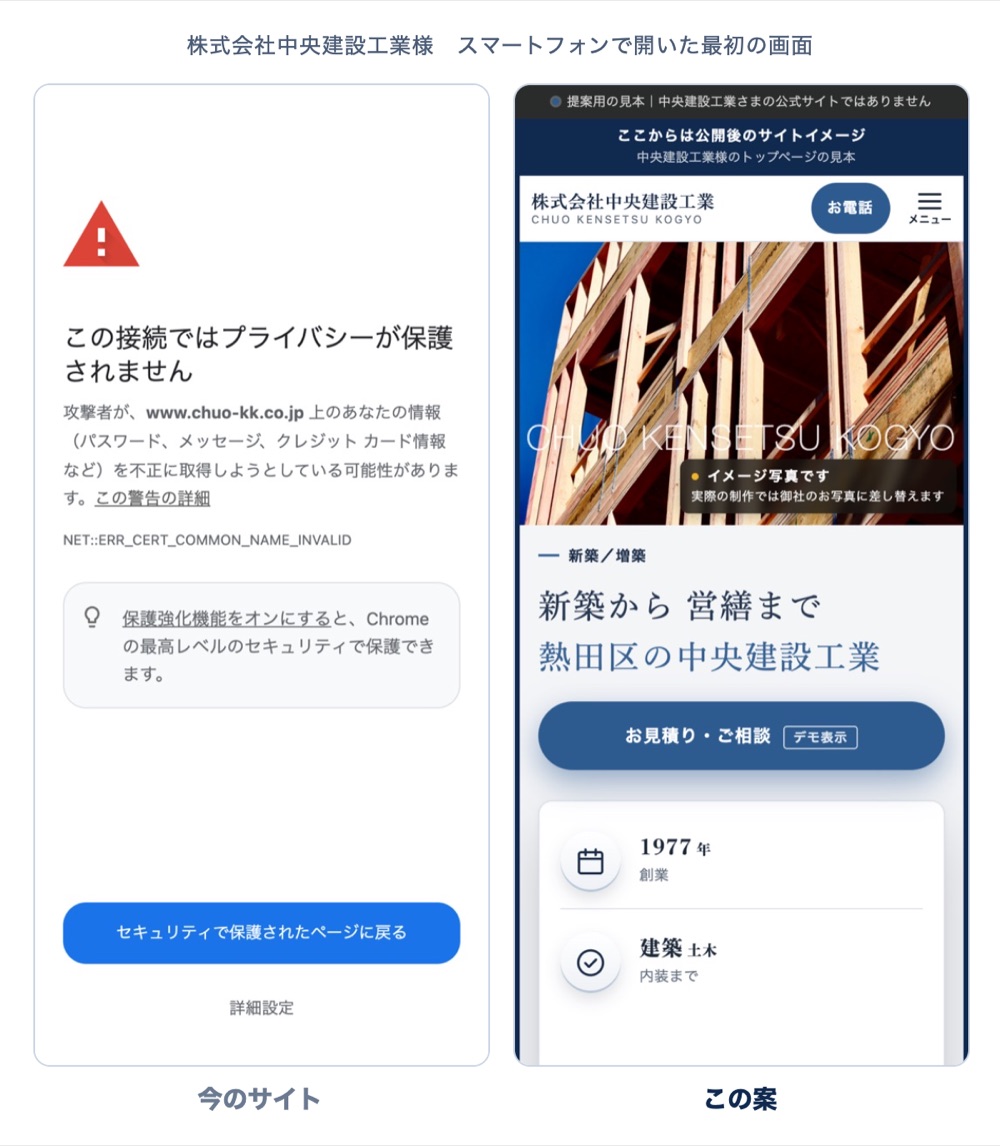 株式会社中央建設工業様　スマートフォンで開いた最初の画面
この接続ではプライバシーが保護
されません
攻撃者が、www.chuo-kk.co.jp 上のあなたの情報
（パスワード、メッセージ、クレジット カード情報
など）を不正に取得しようとしている可能性がありま
す。この警告の詳細
NET::ERR_CERT_COMMON_NAME_INVALID
保護強化機能をオンにすると、Chrome
の最高レベルのセキュリティで保護でき
ます。
セキュリティで保護されたページに戻る
詳細設定
今のサイト
提案用の見本｜中央建設工業さまの公式サイトではありません
ここからは公開後のサイトイメージ
中央建設工業様のトップページの見本
株式会社中央建設工業
CHUO KENSETSU KOGYO
お電話
メニュー
CHUO KENSETSU KOGYO
イメージ写真です
実際の制作では御社のお写真に差し替えます
新築／増築
新築から 営繕まで
熱田区の中央建設工業
お見積り・ご相談 デモ表示
1977 年
創業
建築 土木
内装まで
この案